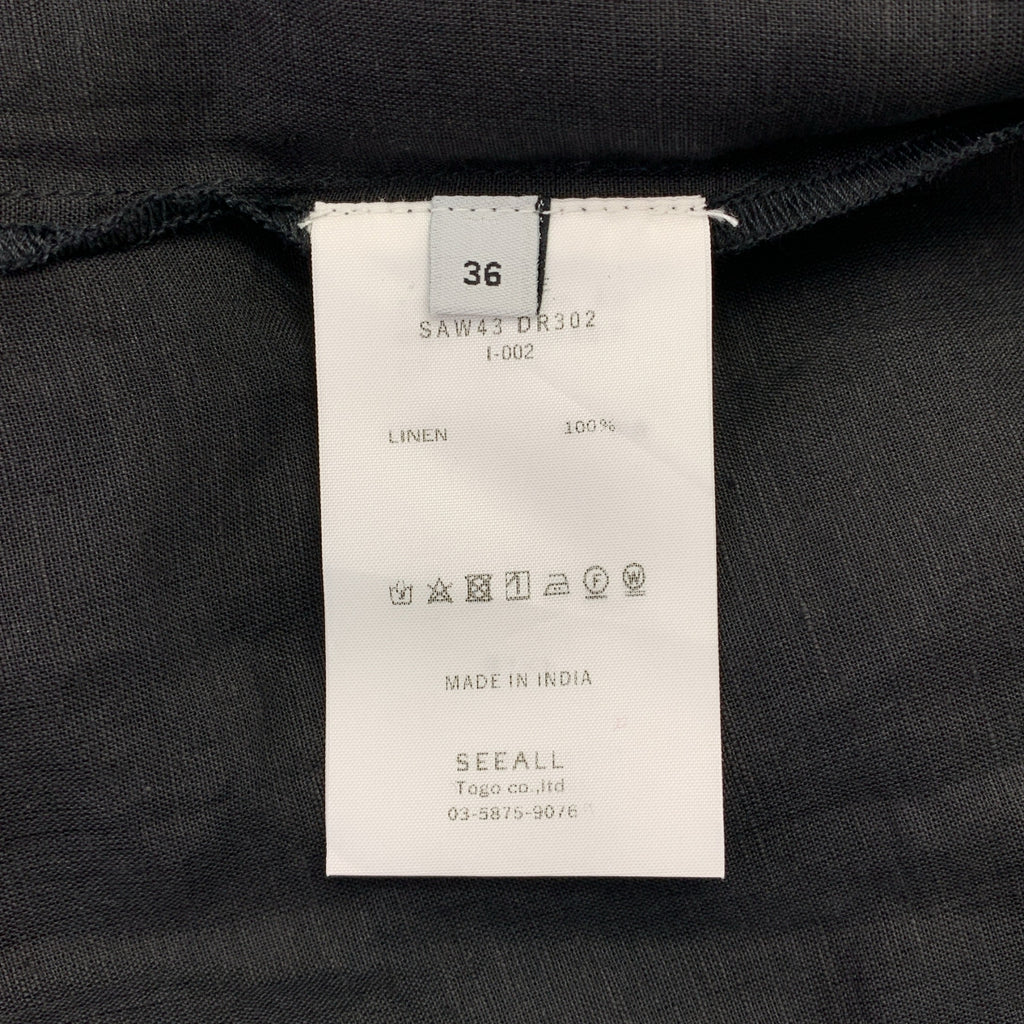 36
SAW43 DR302
I-002
LINEN 100%
F W
MADE IN INDIA
SEEALL
Togo co.,ltd
03-5875-9076